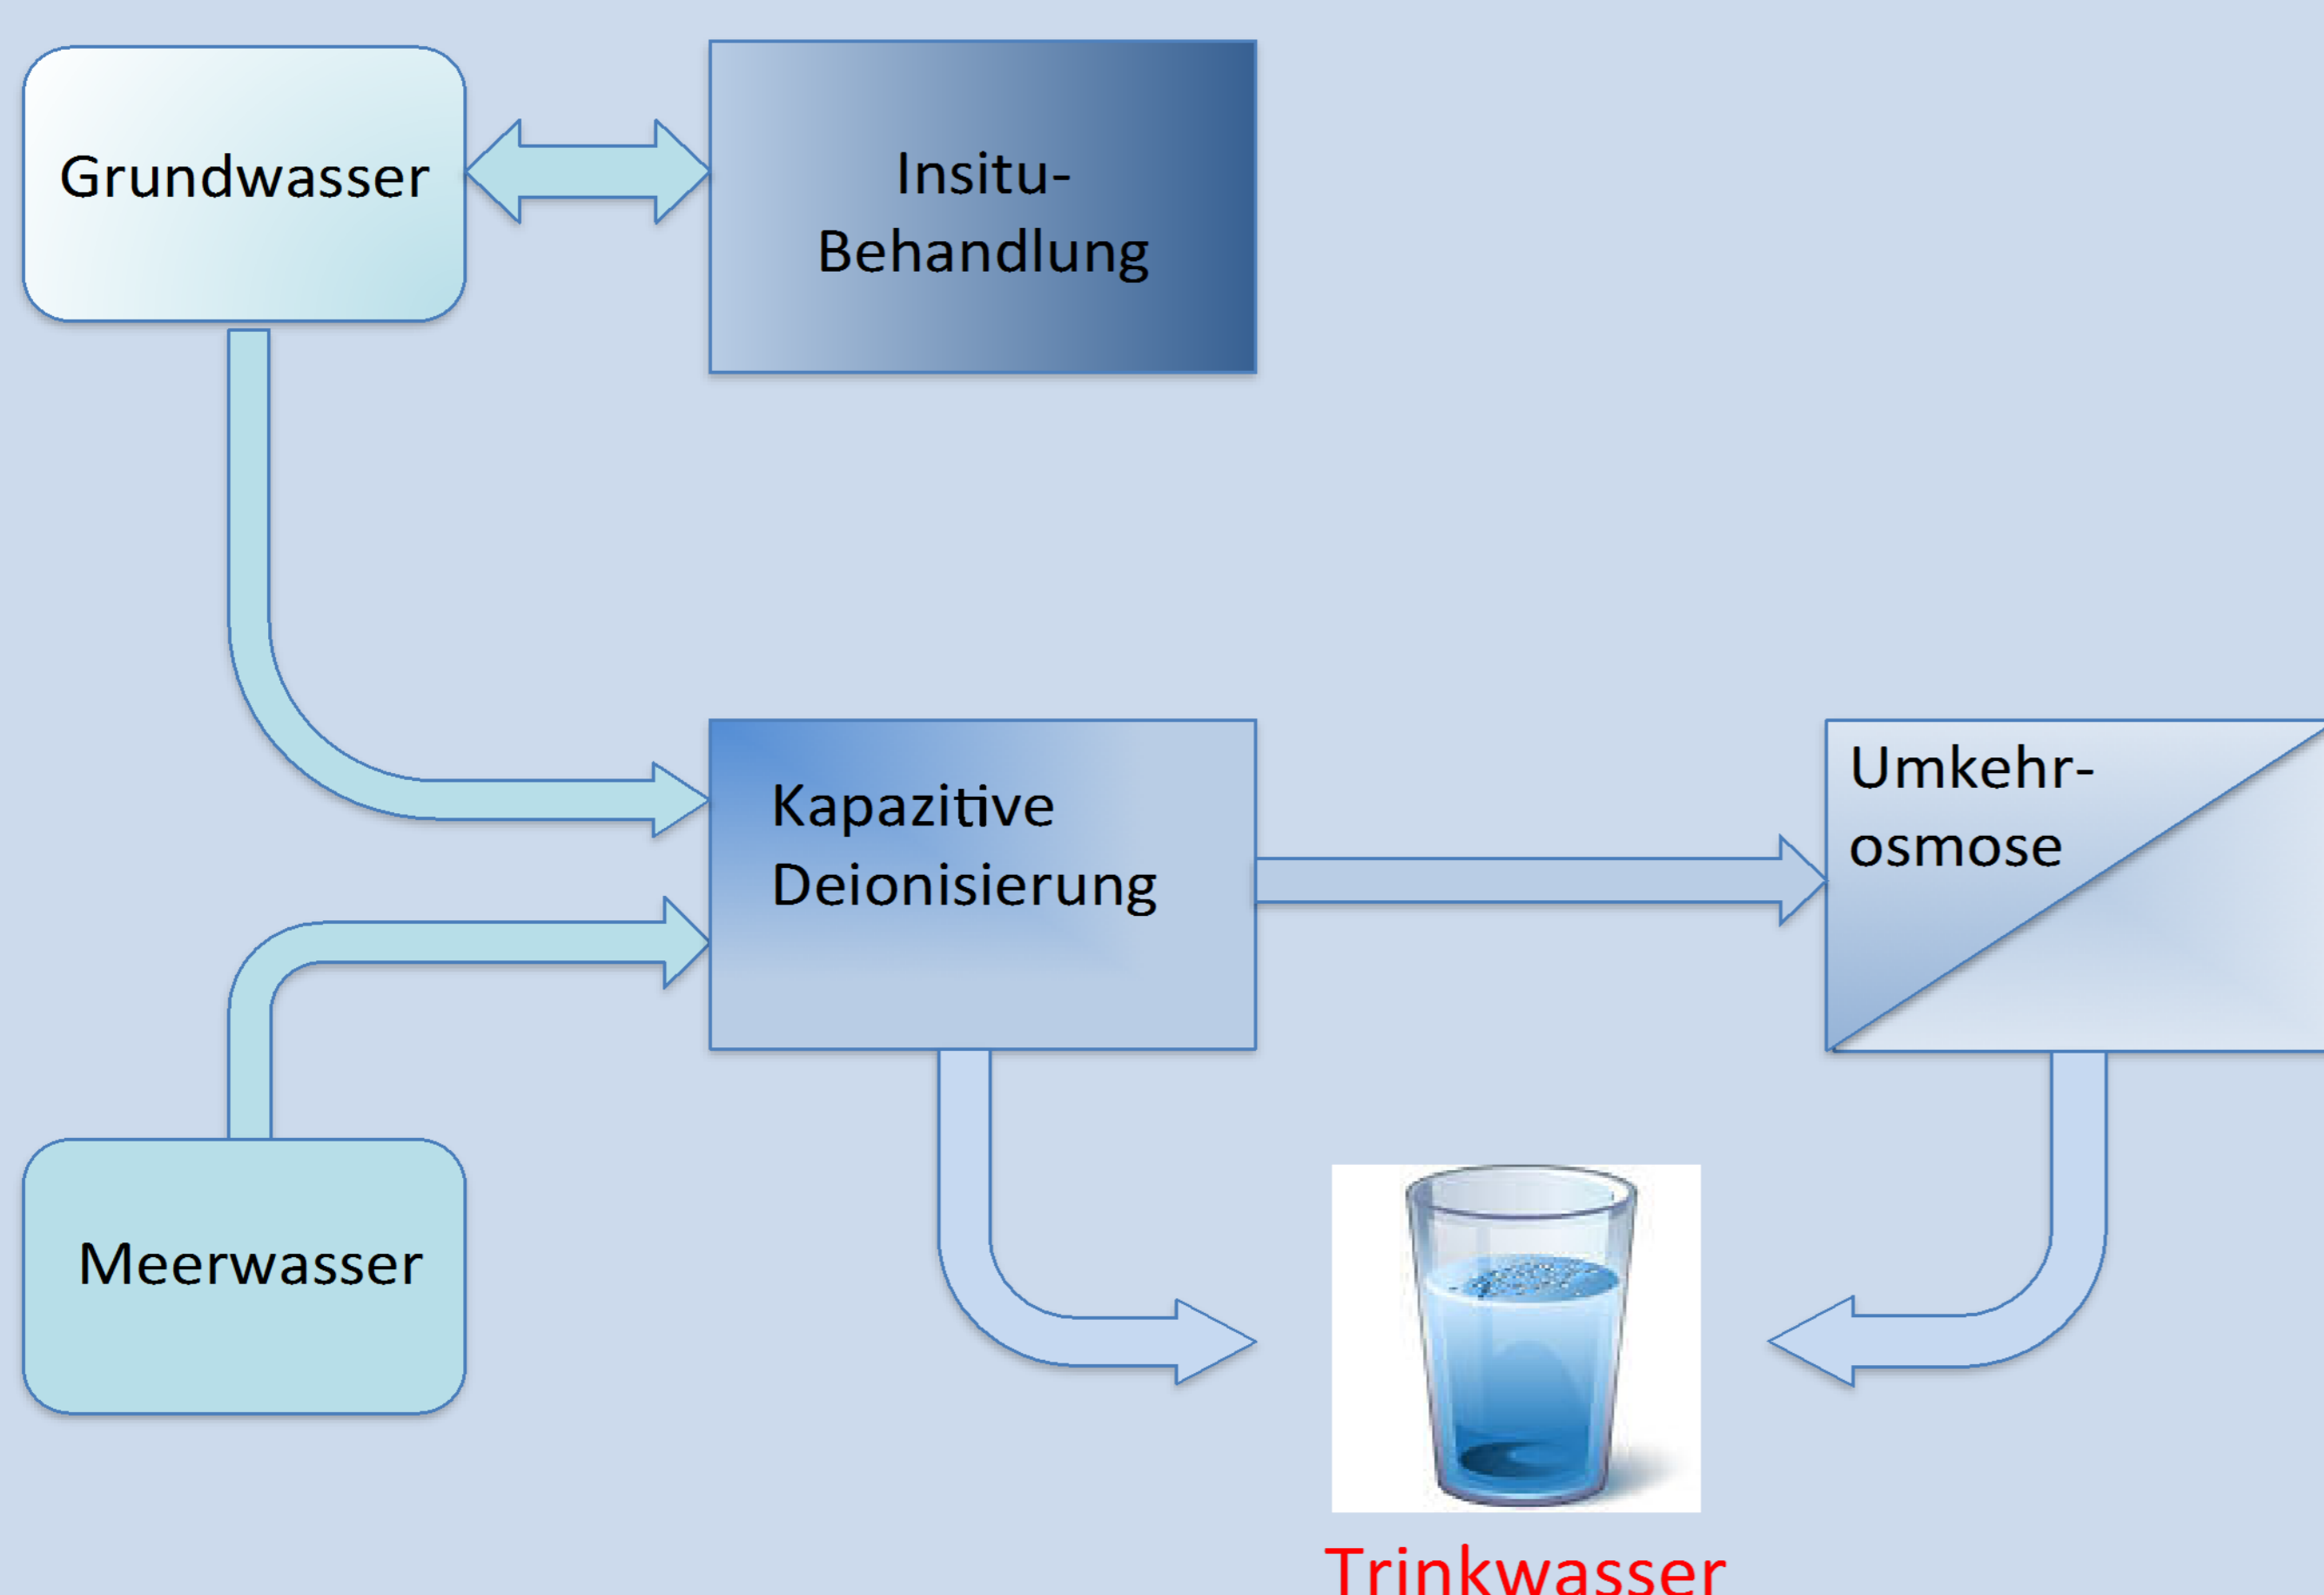 Grundwasser
Insitu-
Behandlung
Kapazitive
Deionisierung
Umkehr-
osmose
Meerwasser
Trinkwasser